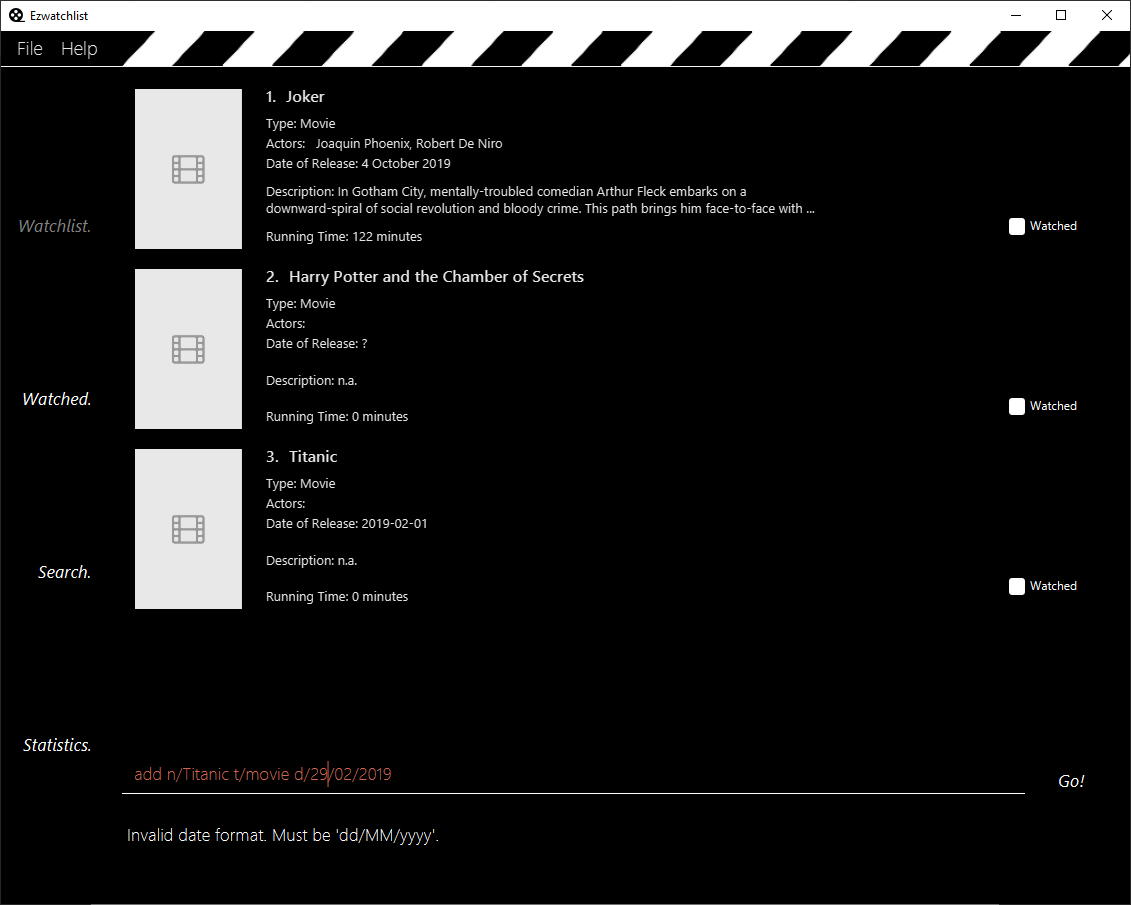 Ezwatchlist
File Help
1. Joker
Type: Movie
Actors: Joaquin Phoenix, Robert De Niro
Date of Release: 4 October 2019
Description: In Gotham City, mentally-troubled comedian Arthur Fleck embarks on a
downward-spiral of social revolution and bloody crime. This path brings him face-to-face with ...
Watchlist.
Watched
Running Time: 122 minutes
2. Harry Potter and the Chamber of Secrets
Type: Movie
Actors:
Date of Release: ?
Description: n.a.
Watched.
Watched
Running Time: 0 minutes
3. Titanic
Type: Movie
Actors:
Date of Release: 2019-02-01
Description: n.a.
Search.
Watched
Running Time: 0 minutes
Statistics.
add n/Titanic t/movie d/29/02/2019
Go!
Invalid date format. Must be 'dd/MM/yyyy'.